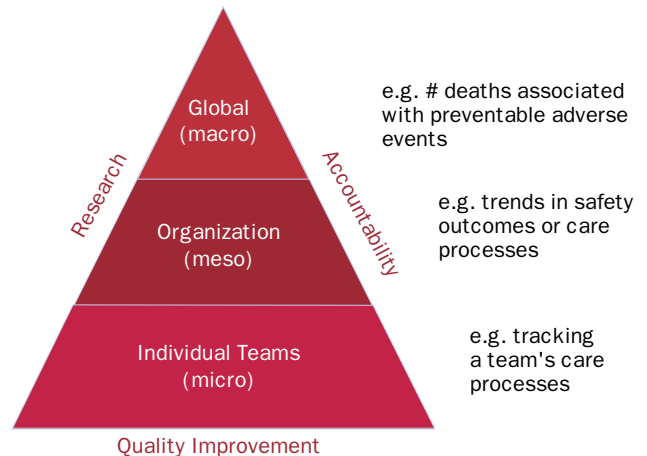 Global
(macro)
e.g. # deaths associated
with preventable adverse
events
Research
Accountability
Organization
(meso)
e.g. trends in safety
outcomes or care
processes
Individual Teams
(micro)
e.g. tracking
a team's care
processes
Quality Improvement